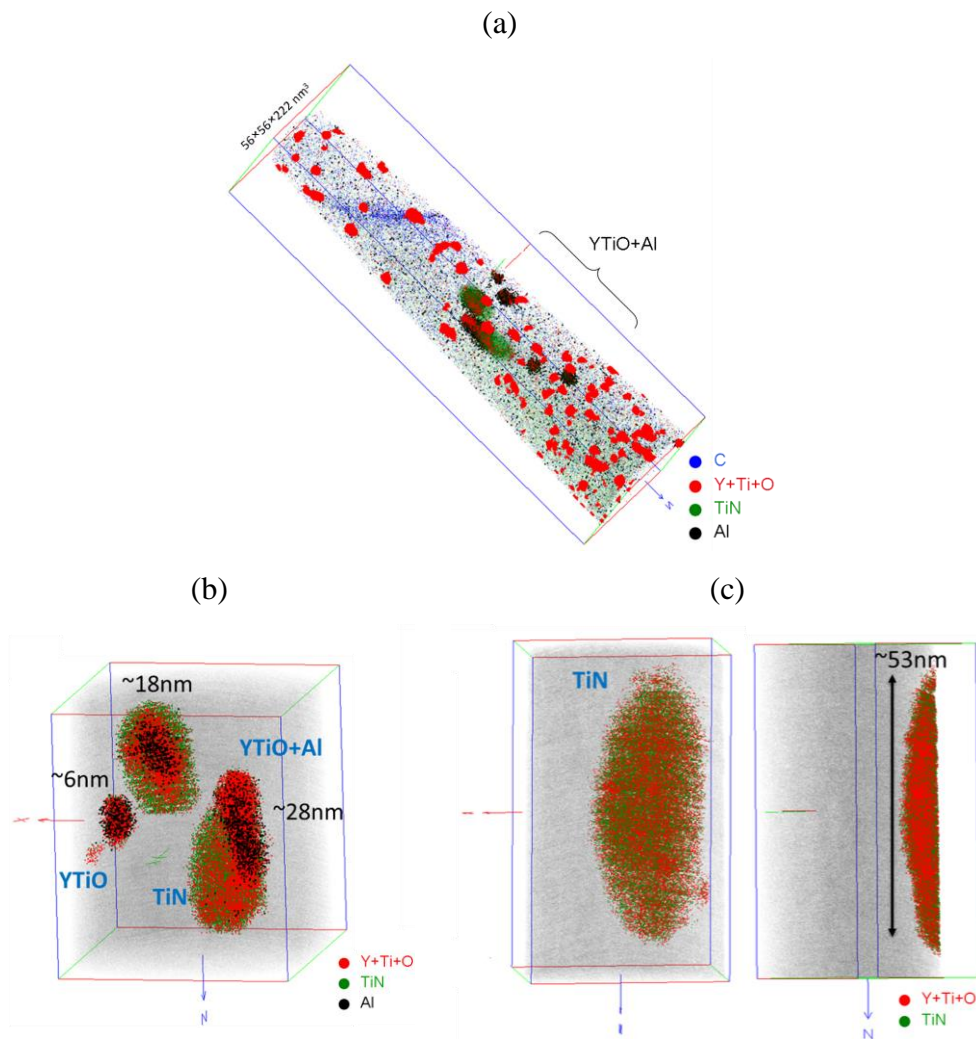 (a)
56×56×222 nm³
YTiO+Al
C
Y+Ti+O
TiN
Al
N
(b)
~18nm
YTiO+Al
~6nm
~28nm
YTiO
TiN
N
Y+Ti+O
TiN
Al
(c)
TiN
~53nm
N
Y+Ti+O
TiN